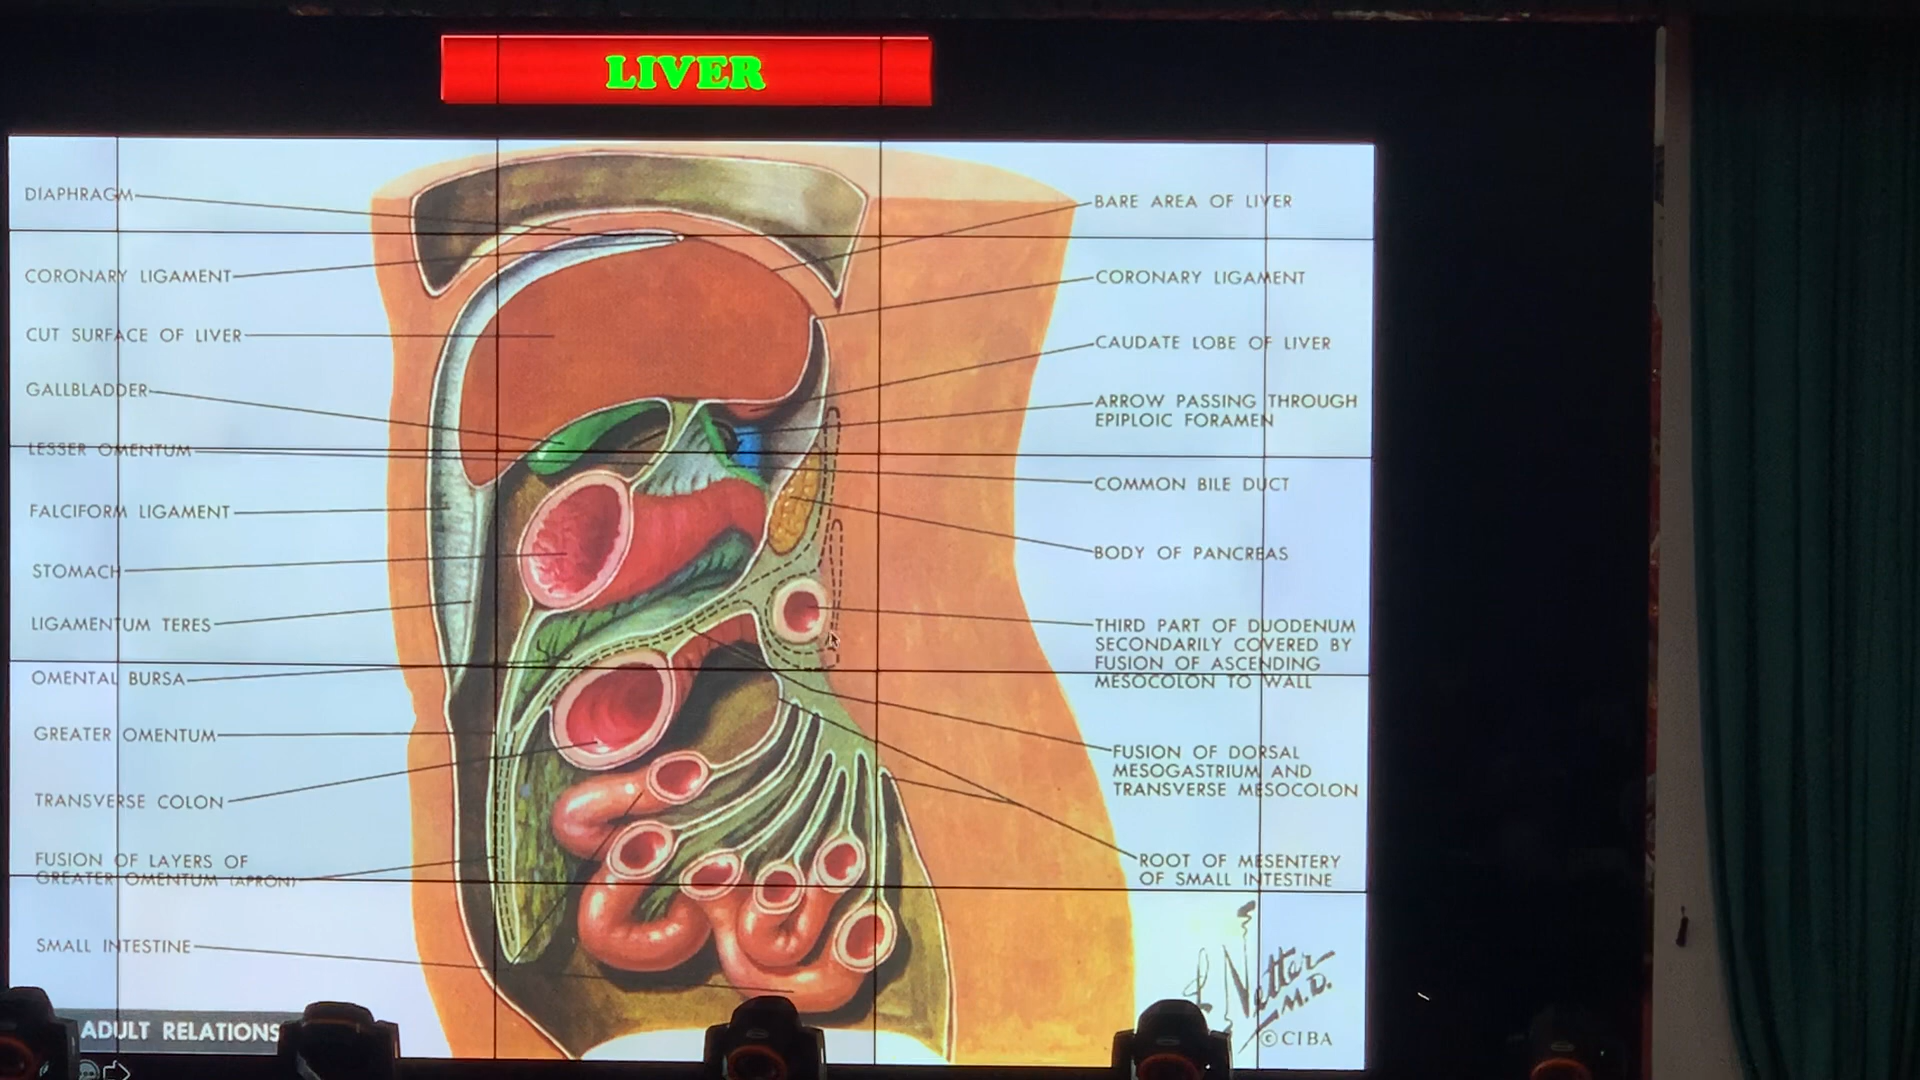 LIVER
DIAPHRAGM
CORONARY LIGAMENT
CUT SURFACE OF LIVER
GALLBLADDER
LESSER OMENTUM
FALCIFORM LIGAMENT
STOMACH
LIGAMENTUM TERES
OMENTAL BURSA
GREATER OMENTUM
TRANSVERSE COLON
FUSION OF LAYERS OF
GREATER OMENTUM (APRON)
SMALL INTESTINE
ADULT RELATIONS
BARE AREA OF LIVER
CORONARY LIGAMENT
CAUDATE LOBE OF LIVER
ARROW PASSING THROUGH
EPIPLOIC FORAMEN
COMMON BILE DUCT
BODY OF PANCREAS
THIRD PART OF DUODENUM
SECONDARILY COVERED BY
FUSION OF ASCENDING
MESOCOLON TO WALL
FUSION OF DORSAL
MESOGASTRIUM AND
TRANSVERSE MESOCOLON
ROOT OF MESENTERY
OF SMALL INTESTINE
Netter
M.D.
© CIBA